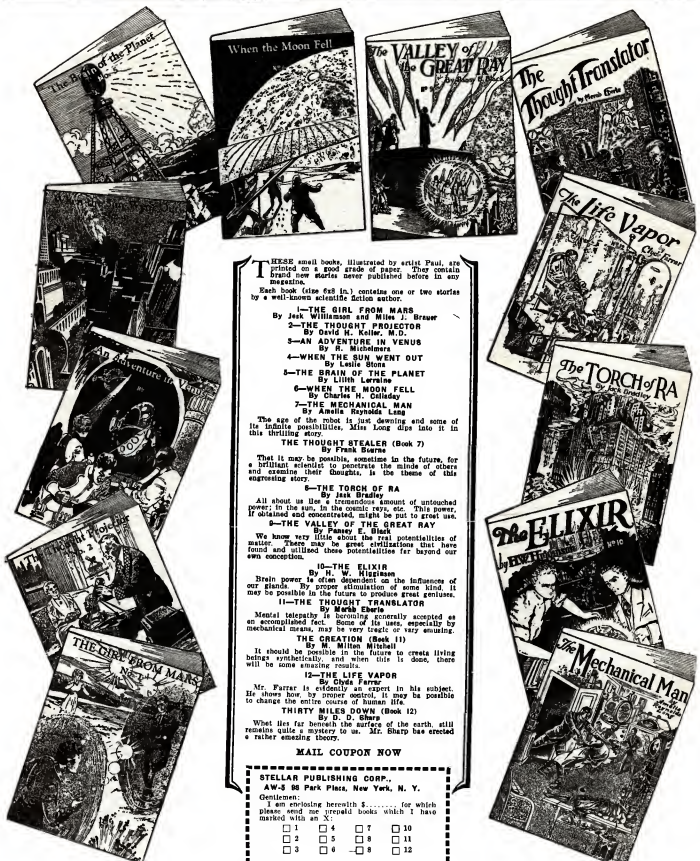 The Brain of the Planet
When the Moon Fell
The VALLEY of
the GREAT RAY
by Pansy E. Black
The
Thought Translator
by Merab Eberle
The Life Vapor
Clyde Farrar
An Adventure in Venus
The TORCH OF RA
By Jack Bradley
The ELIXIR
by H.W. Higginson
Nº 10
THE GIRL FROM MARS
The
Mechanical Man
THESE small books, illustrated by artist Paul, are
printed on a good grade of paper. They contain
brand new stories never published before in any
magazine.
Each book (size 6x8 in.) contains one or two stories
by a well-known scientific fiction author.
1—THE GIRL FROM MARS
By Jack Williamson and Miles J. Breuer
2—THE THOUGHT PROJECTOR
By David H. Keller, M.D.
3—AN ADVENTURE IN VENUS
By R. Michelmore
4—WHEN THE SUN WENT OUT
By Leslie Stone
5—THE BRAIN OF THE PLANET
By Lilith Lorraine
6—WHEN THE MOON FELL
By Charles H. Colladay
7—THE MECHANICAL MAN
By Amelia Reynolds Long
The age of the robot is just dawning and some of
its infinite possibilities, Miss Long dips into it in
this thrilling story.
THE THOUGHT STEALER (Book 7)
By Frank Bourne
That it may be possible, sometime in the future, for
a brilliant scientist to penetrate the minds of others
and examine their thoughts, is the theme of this
engrossing story.
8—THE TORCH OF RA
By Jack Bradley
All about us lies a tremendous amount of untouched
power; in the sun, in the cosmic rays, etc. This power,
if obtained and concentrated, might be put to great use.
9—THE VALLEY OF THE GREAT RAY
By Pansey E. Black
We know very little about the real potentialities of
matter. There may be great civilizations that have
found and utilized these potentialities far beyond our
own conception.
10—THE ELIXIR
By H. W. Higginson
Brain power is often dependent on the influences of
our glands. By proper stimulation of some kind, it
may be possible in the future to produce great geniuses.
11—THE THOUGHT TRANSLATOR
By Merab Eberle
Mental telepathy is becoming generally accepted as
an accomplished fact. Some of its uses, especially by
mechanical means, may be very tragic or vary amusing.
THE CREATION (Book 11)
By M. Milton Mitchell
It should be possible in the future to create living
beings synthetically, and when this is done, there
will be some amazing results.
12—THE LIFE VAPOR
By Clyde Farrar
Mr. Farrar is evidently an expert in his subject.
He shows how, by proper control, it may be possible
to change the entire course of human life.
THIRTY MILES DOWN (Book 12)
By D. D. Sharp
What lies far beneath the surface of the earth, still
remains quite a mystery to us. Mr. Sharp has erected
a rather amazing theory.
MAIL COUPON NOW
STELLAR PUBLISHING CORP.,
AW-5 98 Park Place, New York, N. Y.
Gentlemen:
I am enclosing herewith $........ for which
please send me prepaid books which I have
marked with an X:
☐ 1 ☐ 4 ☐ 7 ☐ 10
☐ 2 ☐ 5 ☐ 8 ☐ 11
☐ 3 ☐ 6 ☐ 8 ☐ 12